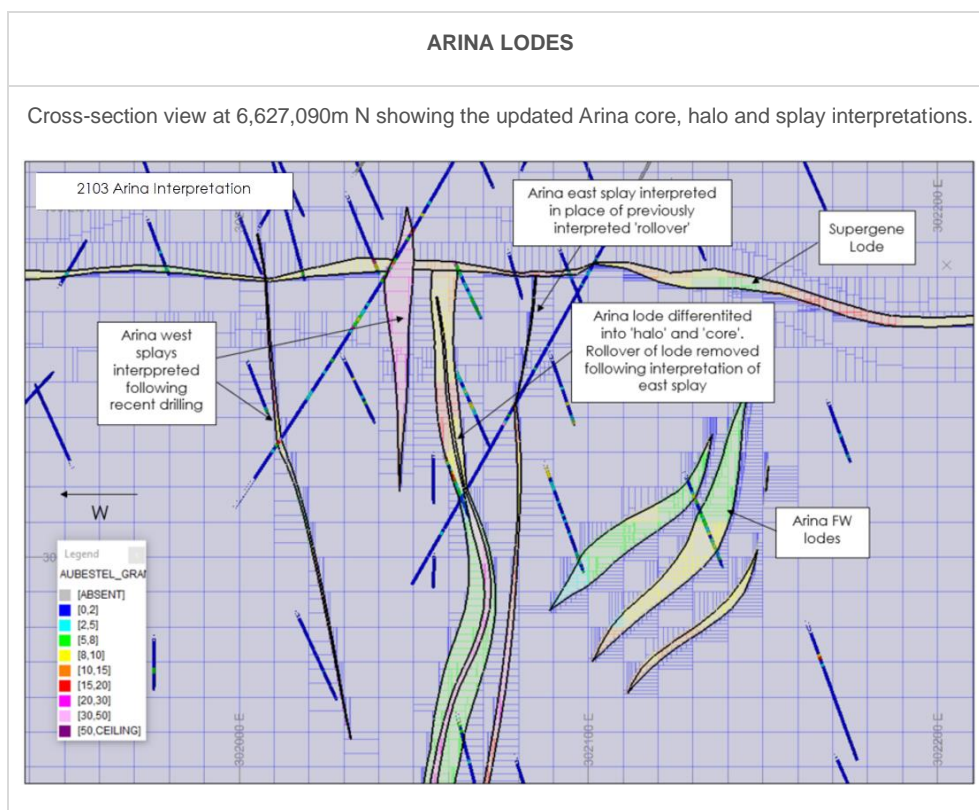 ARINA LODES
Cross-section view at 6,627,090m N showing the updated Arina core, halo and splay interpretations.
2103 Arina Interpretation
Arina east splay interpreted
in place of previously
interpreted 'rollover'
302200 E
Supergene
Lode
Arina west
splays
interppreted
following
recent drilling
Arina lode differentited
into 'halo' and 'core'.
Rollover of lode removed
following interpretation of
east splay
W
Arina FW
lodes
Legend
AUBESTEL_GRA
[ABSENT]
[0,2]
[2,5]
[5,8]
[8,10]
[10,15]
[15,20]
[20,30]
[30,50]
[50,CEILING]
302000 E
302100 E
302200 E